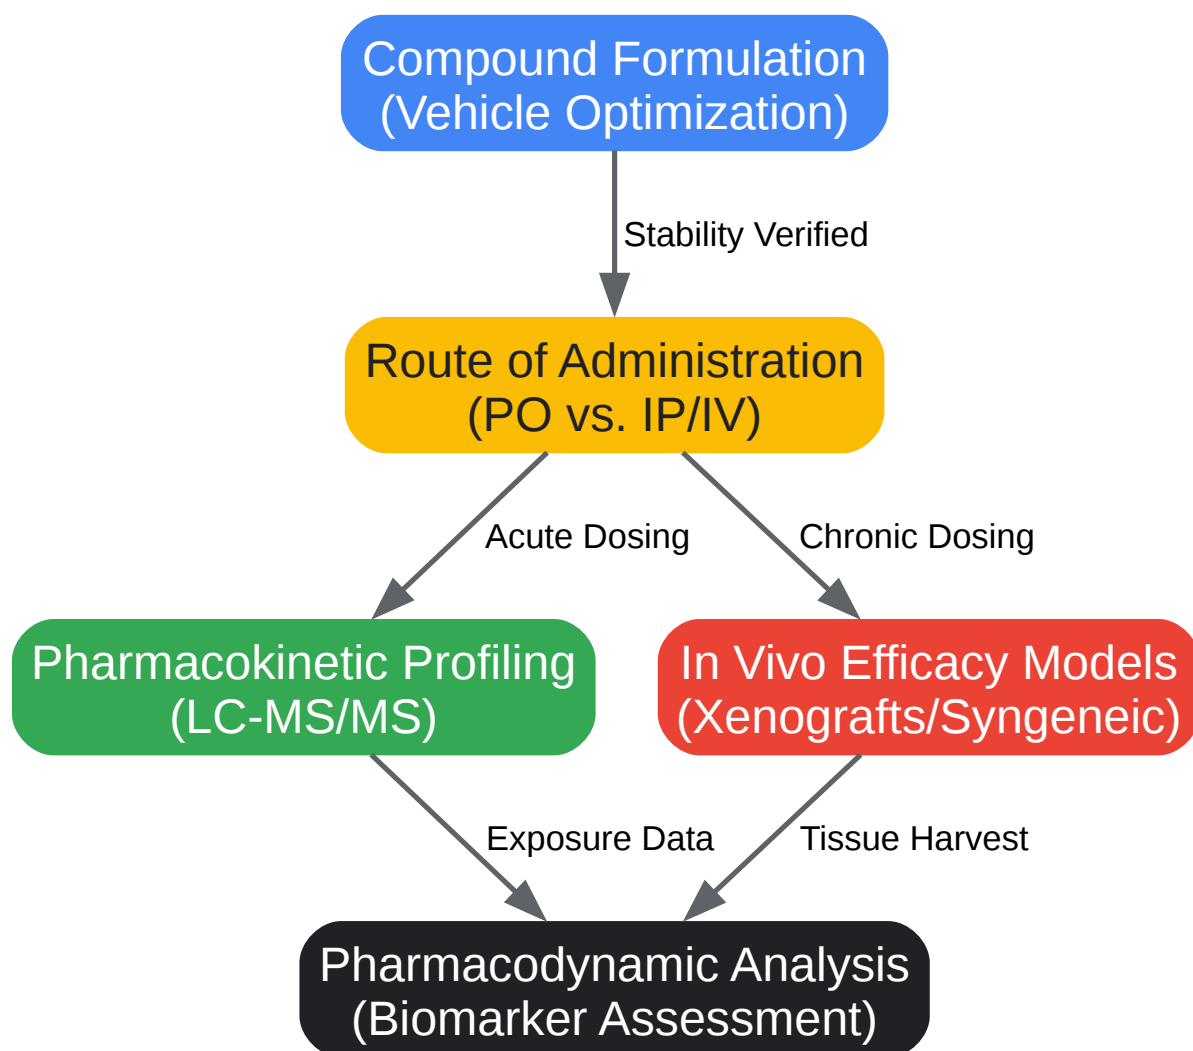 Compound Formulation
(Vehicle Optimization)
Stability Verified
Route of Administration
(PO vs. IP/IV)
Acute Dosing
Chronic Dosing
Pharmacokinetic Profiling
(LC-MS/MS)
In Vivo Efficacy Models
(Xenografts/Syngeneic)
Exposure Data
Tissue Harvest
Pharmacodynamic Analysis
(Biomarker Assessment)